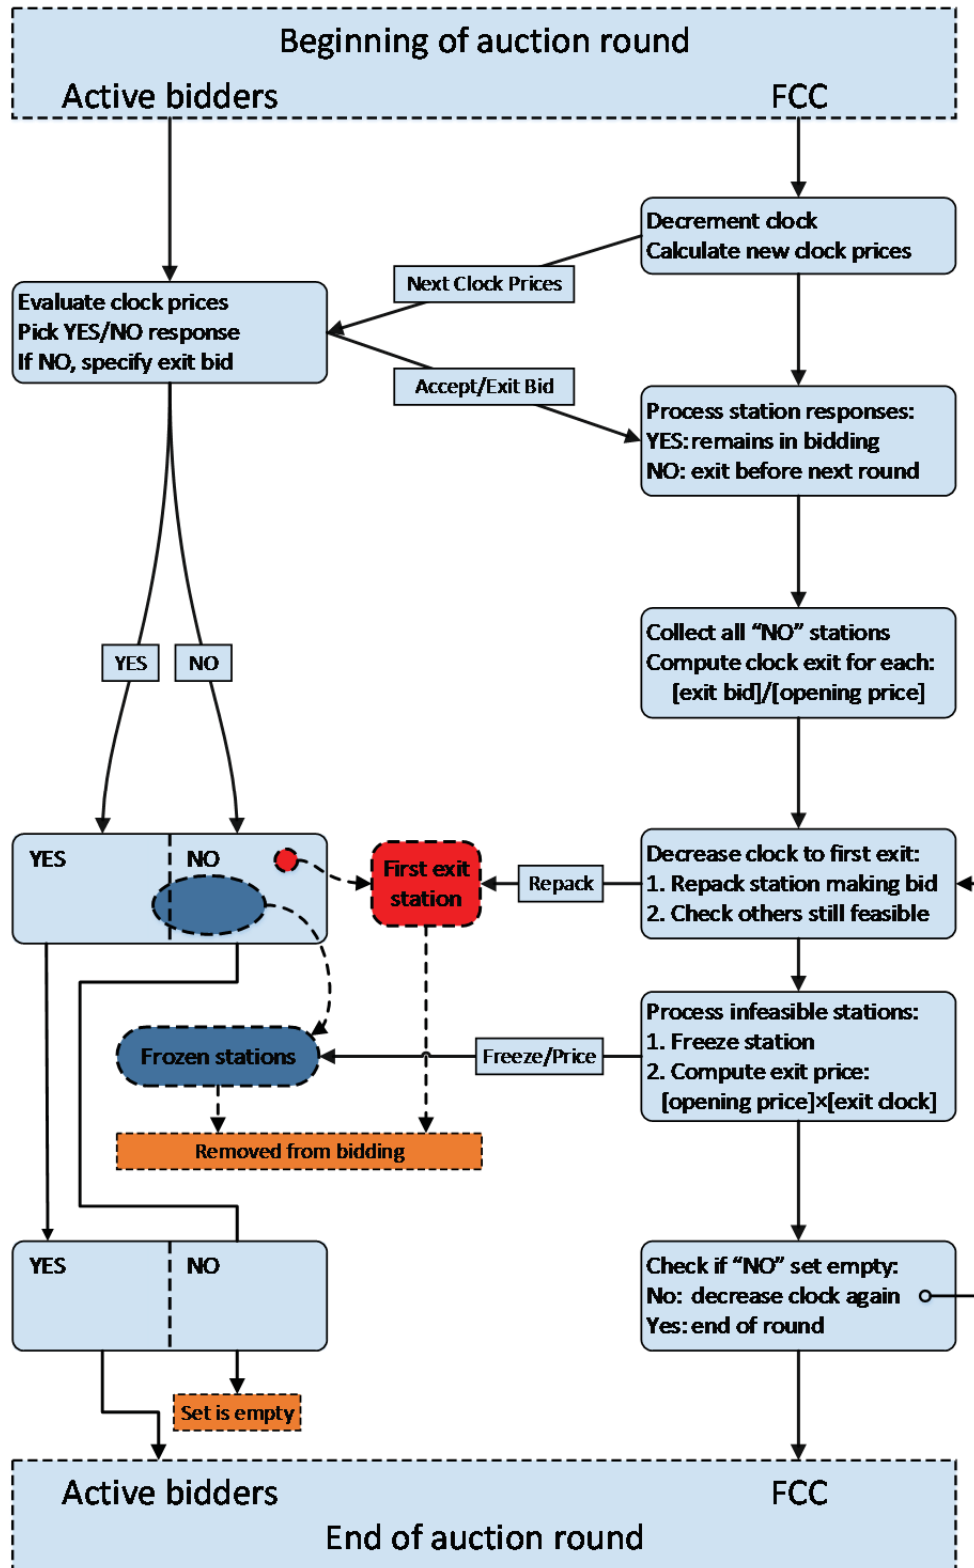 Beginning of auction round
Active bidders
FCC
Decrement clock
Calculate new clock prices
Next Clock Prices
Evaluate clock prices
Pick YES/NO response
If NO, specify exit bid
Accept/Exit Bid
Process station responses:
YES: remains in bidding
NO: exit before next round
Collect all “NO” stations
Compute clock exit for each:
[exit bid]/[opening price]
YES
NO
YES
NO
First exit
station
Repack
Decrease clock to first exit:
1. Repack station making bid
2. Check others still feasible
Frozen stations
Freeze/Price
Process infeasible stations:
1. Freeze station
2. Compute exit price:
[opening price]×[exit clock]
Removed from bidding
YES
NO
Check if “NO” set empty:
No: decrease clock again
Yes: end of round
Set is empty
Active bidders
FCC
End of auction round